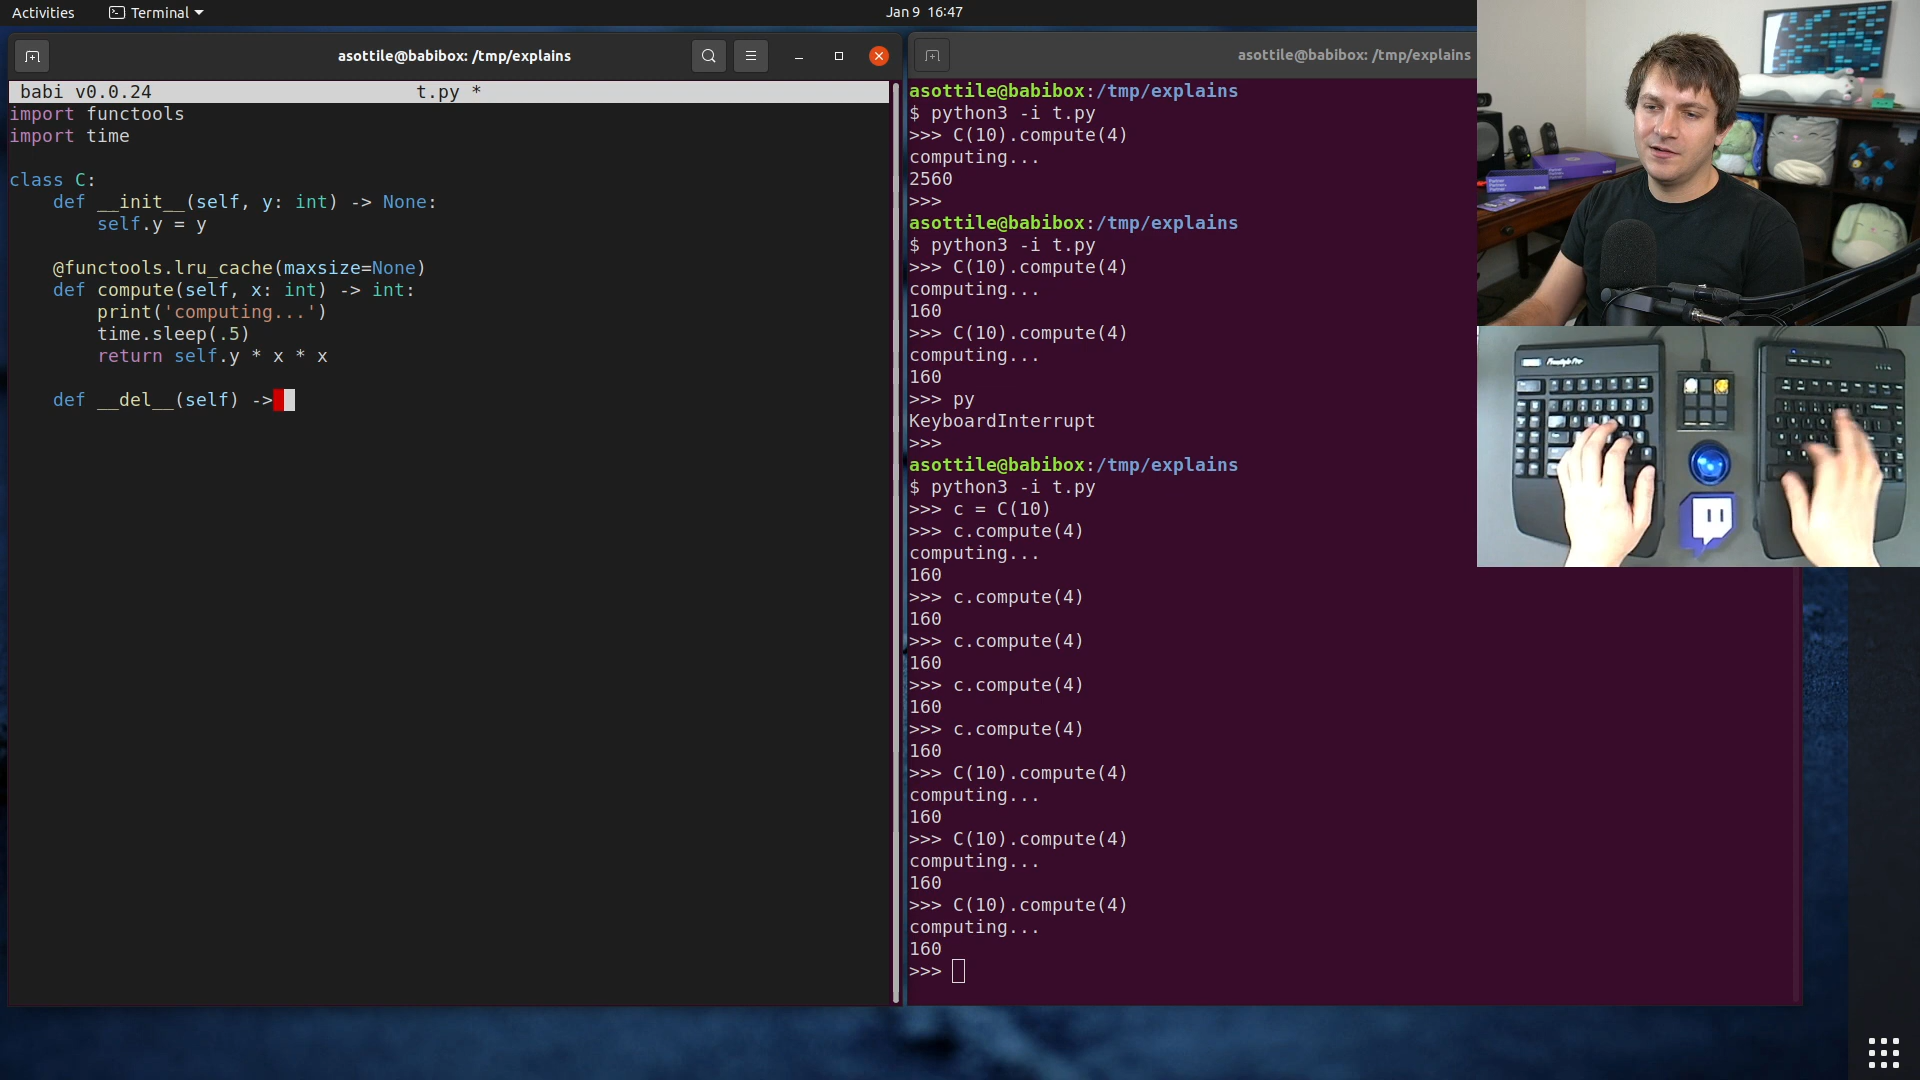 Activities
Terminal
Jan 9 16:47
asottile@babibox: /tmp/explains
babi v0.0.24 t.py *
import functools
import time
class C:
def __init__(self, y: int) -> None:
self.y = y
@functools.lru_cache(maxsize=None)
def compute(self, x: int) -> int:
print('computing...')
time.sleep(.5)
return self.y * x * x
def __del__(self) ->
asottile@babibox: /tmp/explains
asottile@babibox:/tmp/explains
$ python3 -i t.py
>>> C(10).compute(4)
computing...
2560
>>>
asottile@babibox:/tmp/explains
$ python3 -i t.py
>>> C(10).compute(4)
computing...
160
>>> C(10).compute(4)
computing...
160
>>> py
KeyboardInterrupt
>>>
asottile@babibox:/tmp/explains
$ python3 -i t.py
>>> c = C(10)
>>> c.compute(4)
computing...
160
>>> c.compute(4)
160
>>> c.compute(4)
160
>>> c.compute(4)
160
>>> c.compute(4)
160
>>> C(10).compute(4)
computing...
160
>>> C(10).compute(4)
computing...
160
>>> C(10).compute(4)
computing...
160
>>>
Freestyle Pro